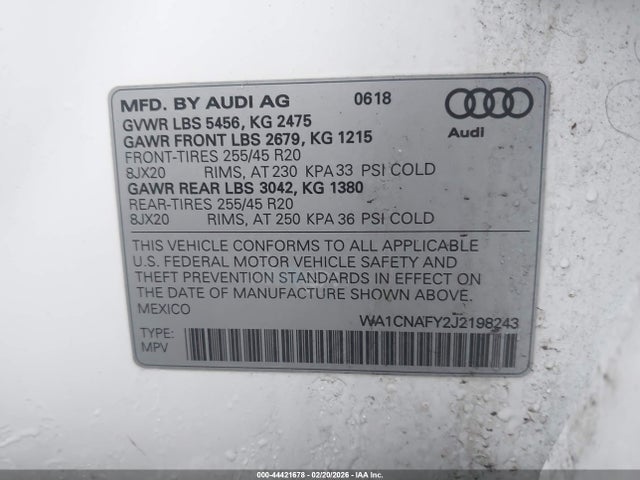 MFD. BY AUDI AG 0618
Audi
GVWR LBS 5456, KG 2475
GAWR FRONT LBS 2679, KG 1215
FRONT-TIRES 255/45 R20
8JX20 RIMS, AT 230 KPA 33 PSI COLD
GAWR REAR LBS 3042, KG 1380
REAR-TIRES 255/45 R20
8JX20 RIMS, AT 250 KPA 36 PSI COLD
THIS VEHICLE CONFORMS TO ALL APPLICABLE
U.S. FEDERAL MOTOR VEHICLE SAFETY AND
THEFT PREVENTION STANDARDS IN EFFECT ON
THE DATE OF MANUFACTURE SHOWN ABOVE.
MEXICO
WA1CNAFY2J2198243
TYPE:
MPV
000-44421678 - 02/20/2026 - IAA Inc.